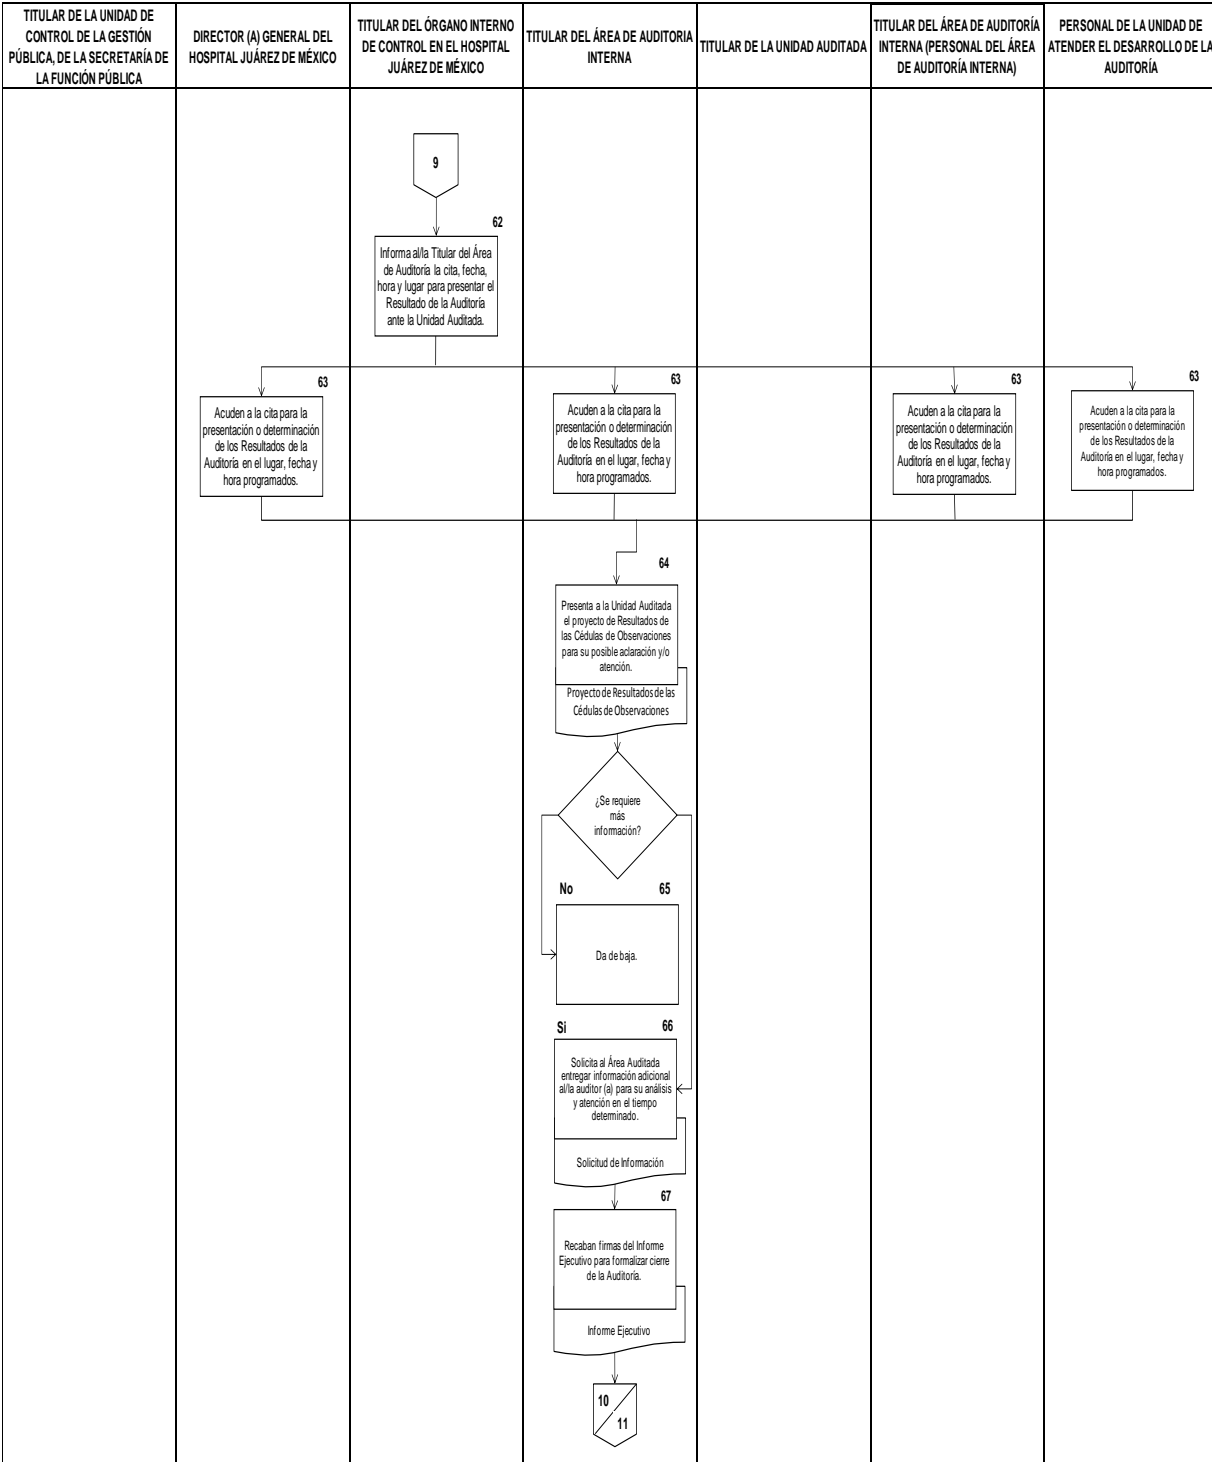 TITULAR DE LA UNIDAD DE
CONTROL DE LA GESTIÓN
PÚBLICA, DE LA SECRETARÍA DE
LA FUNCIÓN PÚBLICA
DIRECTOR (A) GENERAL DEL
HOSPITAL JUÁREZ DE MÉXICO
TITULAR DEL ÓRGANO INTERNO
DE CONTROL EN EL HOSPITAL
JUÁREZ DE MÉXICO
TITULAR DEL ÁREA DE AUDITORIA
INTERNA
TITULAR DE LA UNIDAD AUDITADA
TITULAR DEL ÁREA DE AUDITORÍA
INTERNA (PERSONAL DEL ÁREA
DE AUDITORÍA INTERNA)
PERSONAL DE LA UNIDAD DE
ATENDER EL DESARROLLO DE LA
AUDITORÍA
9
62
Informa al/la Titular del Área
de Auditoría la cita, fecha,
hora y lugar para presentar el
Resultado de la Auditoría
ante la Unidad Auditada.
63
Acuden a la cita para la
presentación o determinación
de los Resultados de la
Auditoría en el lugar, fecha y
hora programados.
63
Acuden a la cita para la
presentación o determinación
de los Resultados de la
Auditoría en el lugar, fecha y
hora programados.
63
Acuden a la cita para la
presentación o determinación
de los Resultados de la
Auditoría en el lugar, fecha y
hora programados.
63
Acuden a la cita para la
presentación o determinación
de los Resultados de la
Auditoría en el lugar, fecha y
hora programados.
64
Presenta a la Unidad Auditada
el proyecto de Resultados de
las Cédulas de Observaciones
para su posible aclaración y/o
atención.
Proyecto de Resultados de las
Cédulas de Observaciones
¿Se requiere
más
información?
No
65
Da de baja.
Si
66
Solicita al Área Auditada
entregar información adicional
al/la auditor (a) para su análisis
y atención en el tiempo
determinado.
Solicitud de Información
67
Recaban firmas del Informe
Ejecutivo para formalizar cierre
de la Auditoría.
Informe Ejecutivo
10
11